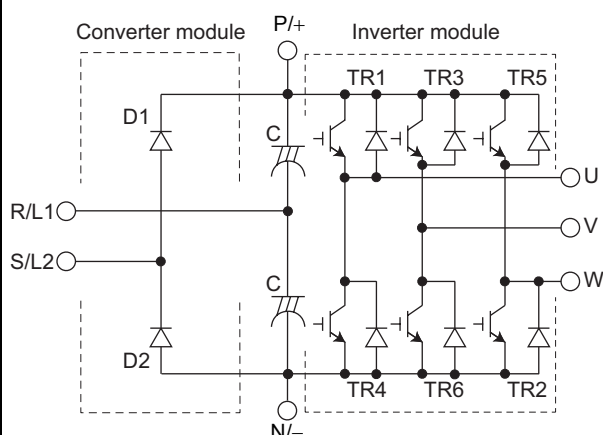 Converter module
P/+
Inverter module
TR1
TR3
TR5
D1
C
U
R/L1
V
S/L2
C
W
D2
TR4
TR6
TR2
N/−